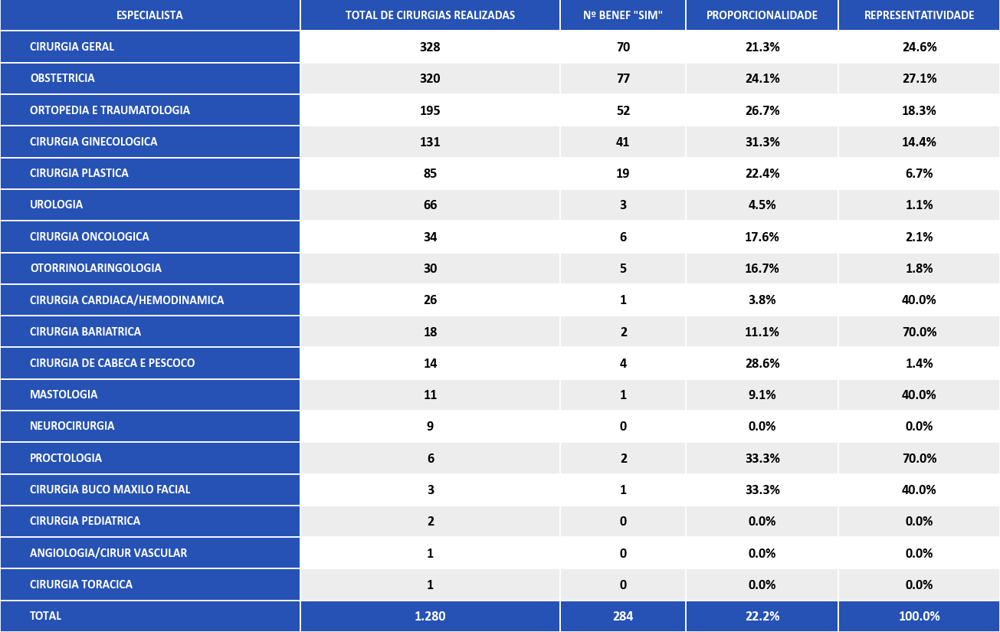 ESPECIALISTA TOTAL DE CIRURGIAS REALIZADAS Nº BENEF "SIM" PROPORCIONALIDADE REPRESENTATIVIDADE
CIRURGIA GERAL 328 70 21.3% 24.6%
OBSTETRICIA 320 77 24.1% 27.1%
ORTOPEDIA E TRAUMATOLOGIA 195 52 26.7% 18.3%
CIRURGIA GINECOLOGICA 131 41 31.3% 14.4%
CIRURGIA PLASTICA 85 19 22.4% 6.7%
UROLOGIA 66 3 4.5% 1.1%
CIRURGIA ONCOLOGICA 34 6 17.6% 2.1%
OTORRINOLARINGOLOGIA 30 5 16.7% 1.8%
CIRURGIA CARDIACA/HEMODINAMICA 26 1 3.8% 40.0%
CIRURGIA BARIATRICA 18 2 11.1% 70.0%
CIRURGIA DE CABECA E PESCOCO 14 4 28.6% 1.4%
MASTOLOGIA 11 1 9.1% 40.0%
NEUROCIRURGIA 9 0 0.0% 0.0%
PROCTOLOGIA 6 2 33.3% 70.0%
CIRURGIA BUCO MAXILO FACIAL 3 1 33.3% 40.0%
CIRURGIA PEDIATRICA 2 0 0.0% 0.0%
ANGIOLOGIA/CIRUR VASCULAR 1 0 0.0% 0.0%
CIRURGIA TORACICA 1 0 0.0% 0.0%
TOTAL 1.280 284 22.2% 100.0%